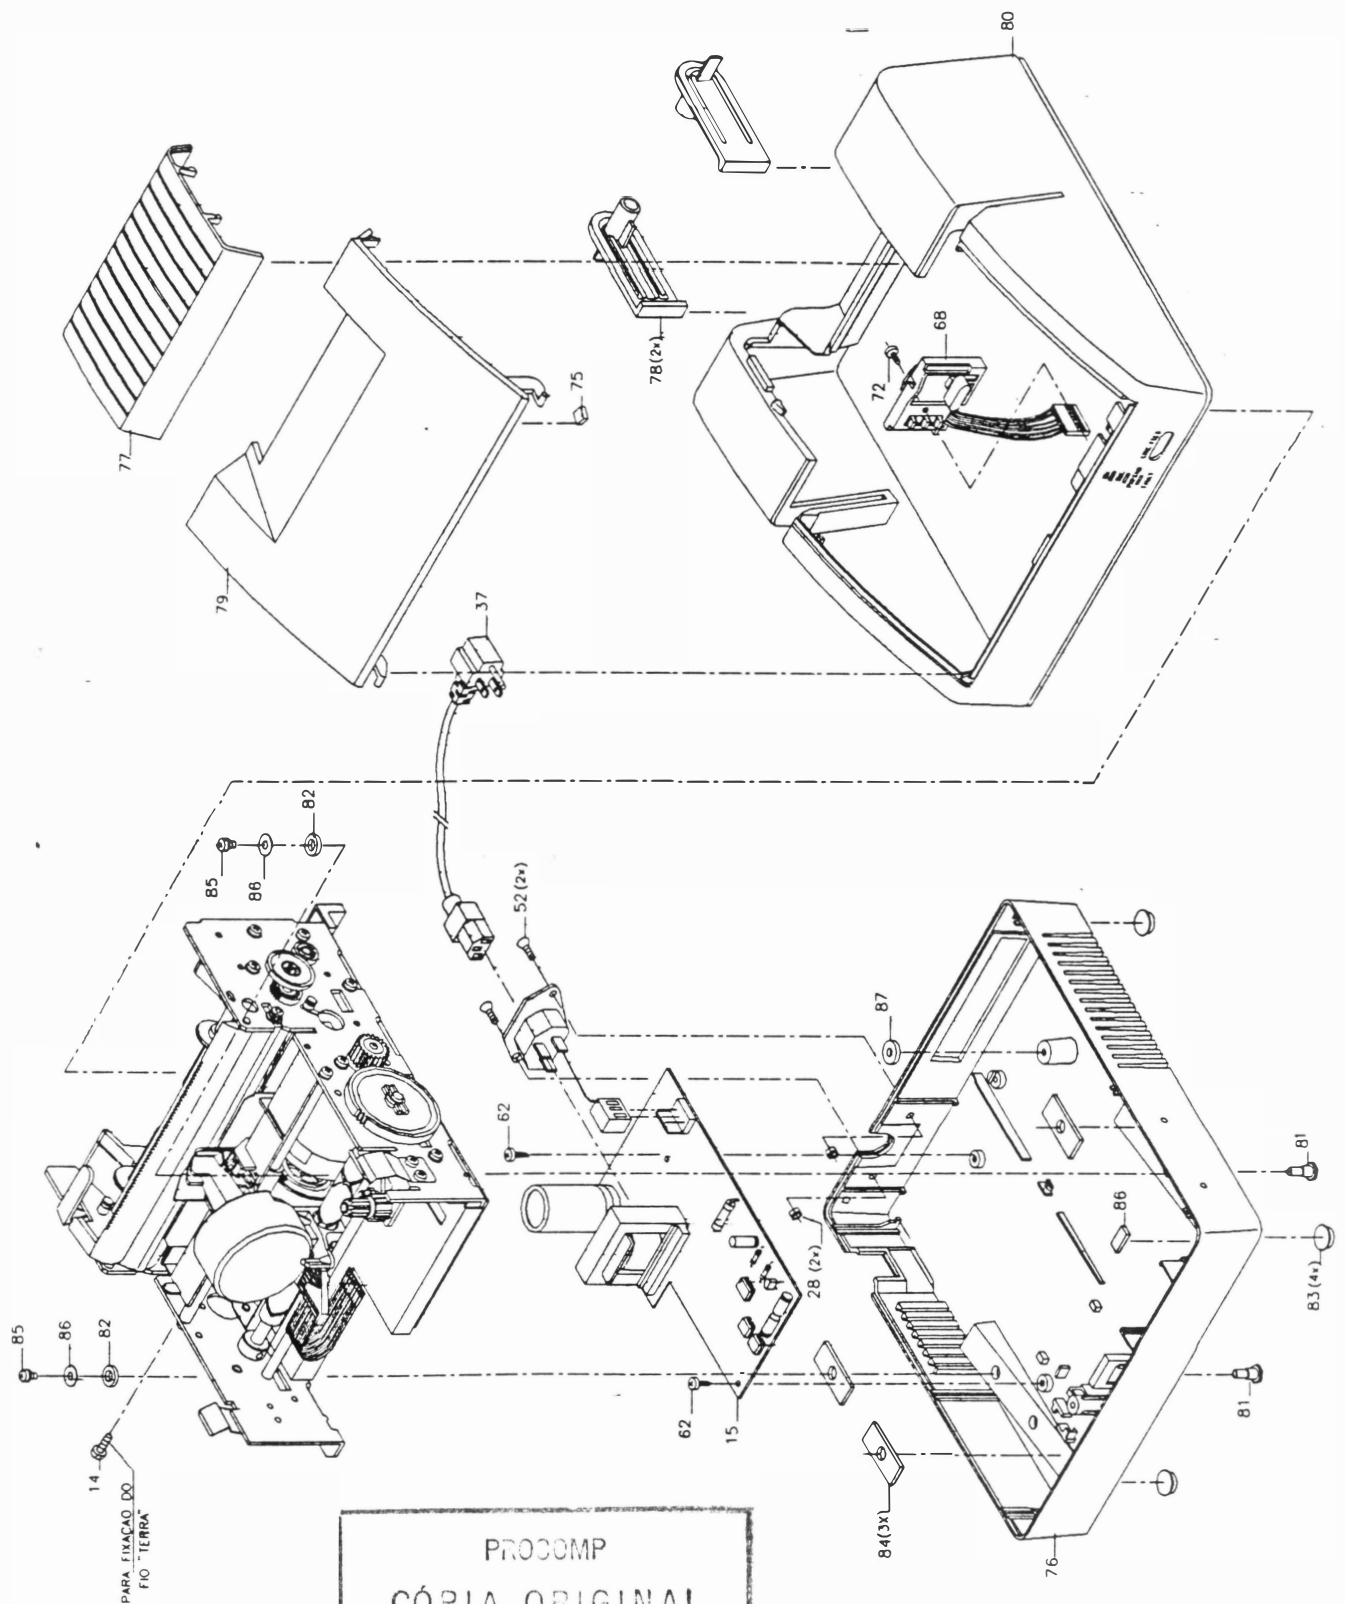 80
77
78(2x)
68
72
75
79
37
82
85
86
52(2x)
87
62
81
86
28 (2x)
83(4x)
85
86
82
62
15
81
14
PARA FIXAÇÃO DO
FIO "TERRA"
84(3x)
76
PROCOMP
CÓPIA ORIGINAL